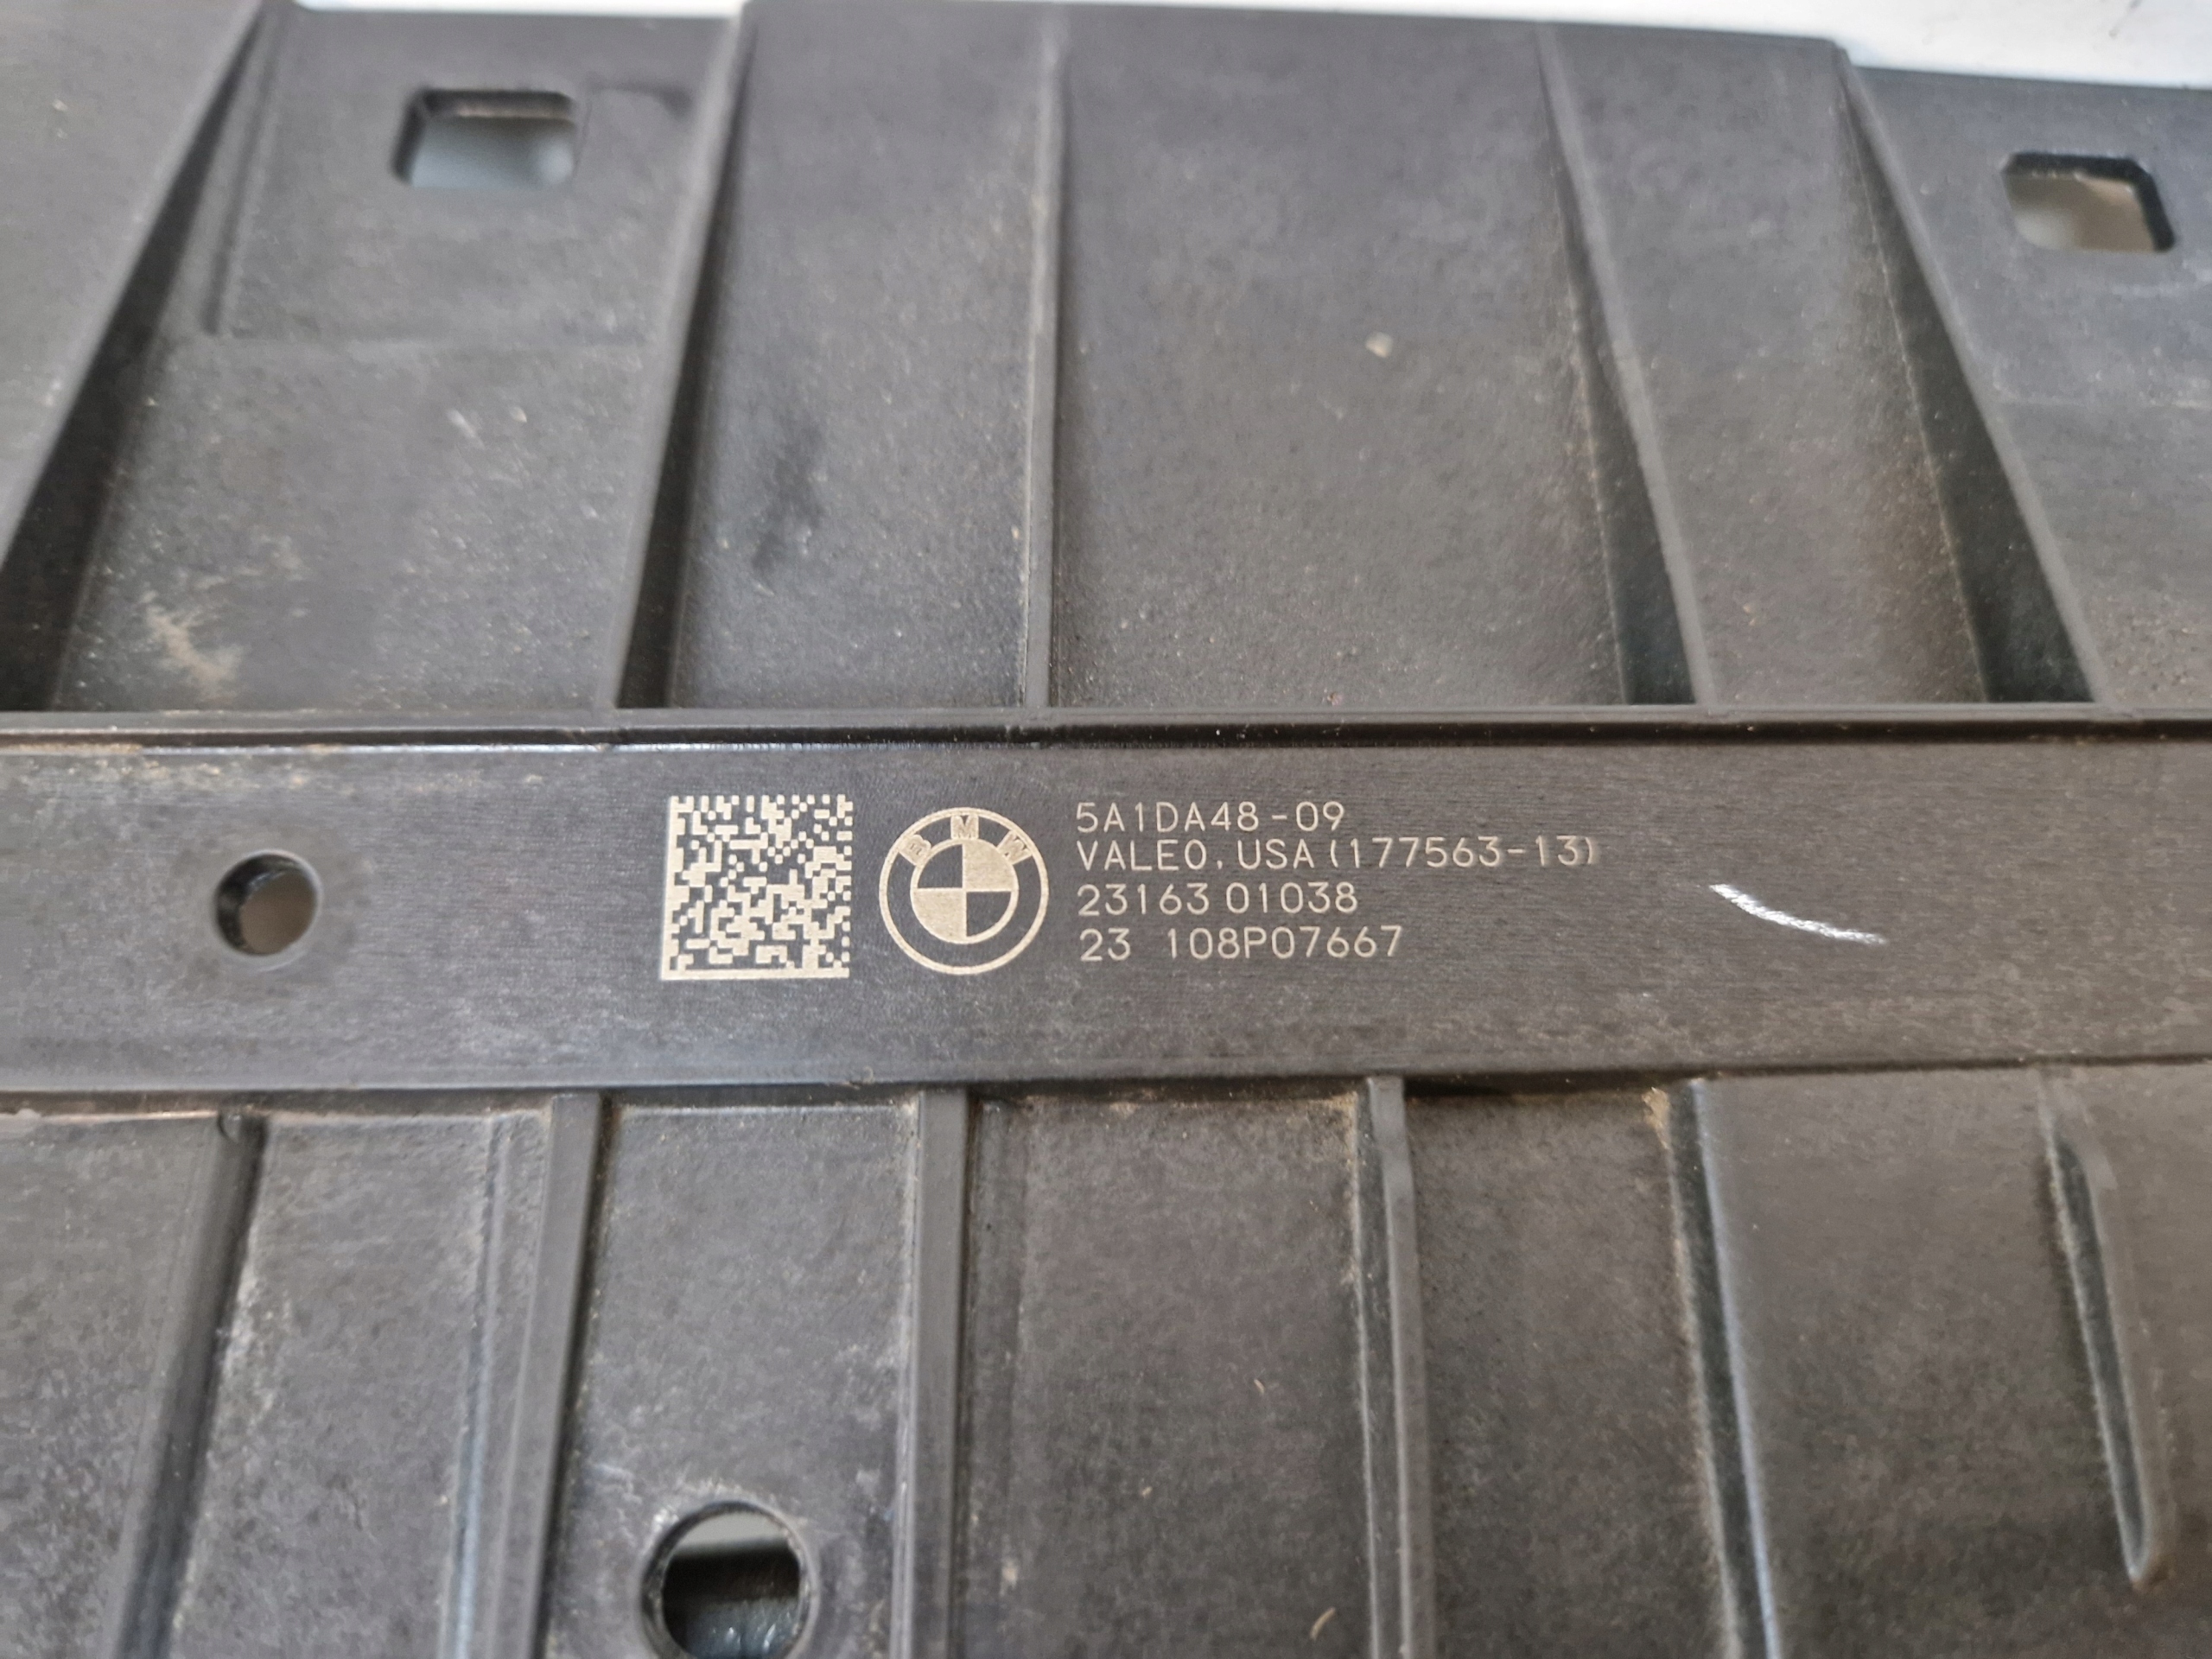 BMW
5A1DA48-09
VALEO, USA (177563-13)
23163 01038
23 108P07667